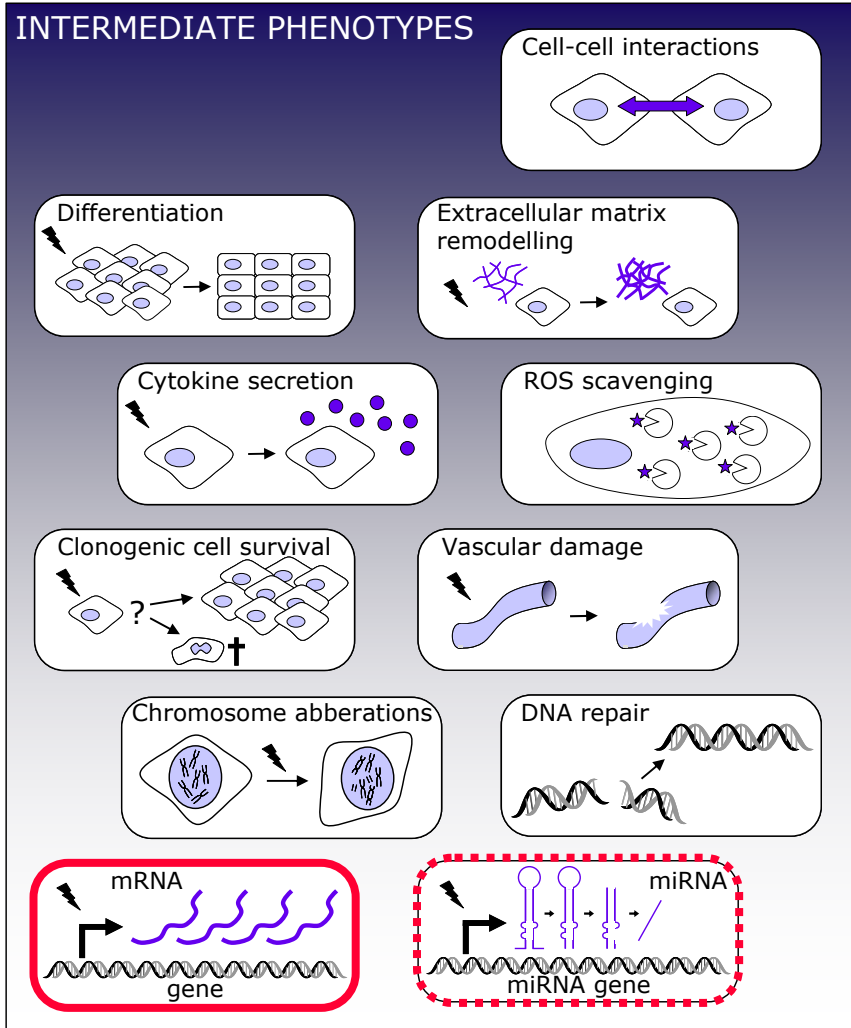 INTERMEDIATE PHENOTYPES
Cell-cell interactions
Differentiation
Extracellular matrix
remodelling
Cytokine secretion
ROS scavenging
Clonogenic cell survival
?
Vascular damage
Chromosome abberations
DNA repair
mRNA
gene
miRNA
miRNA gene